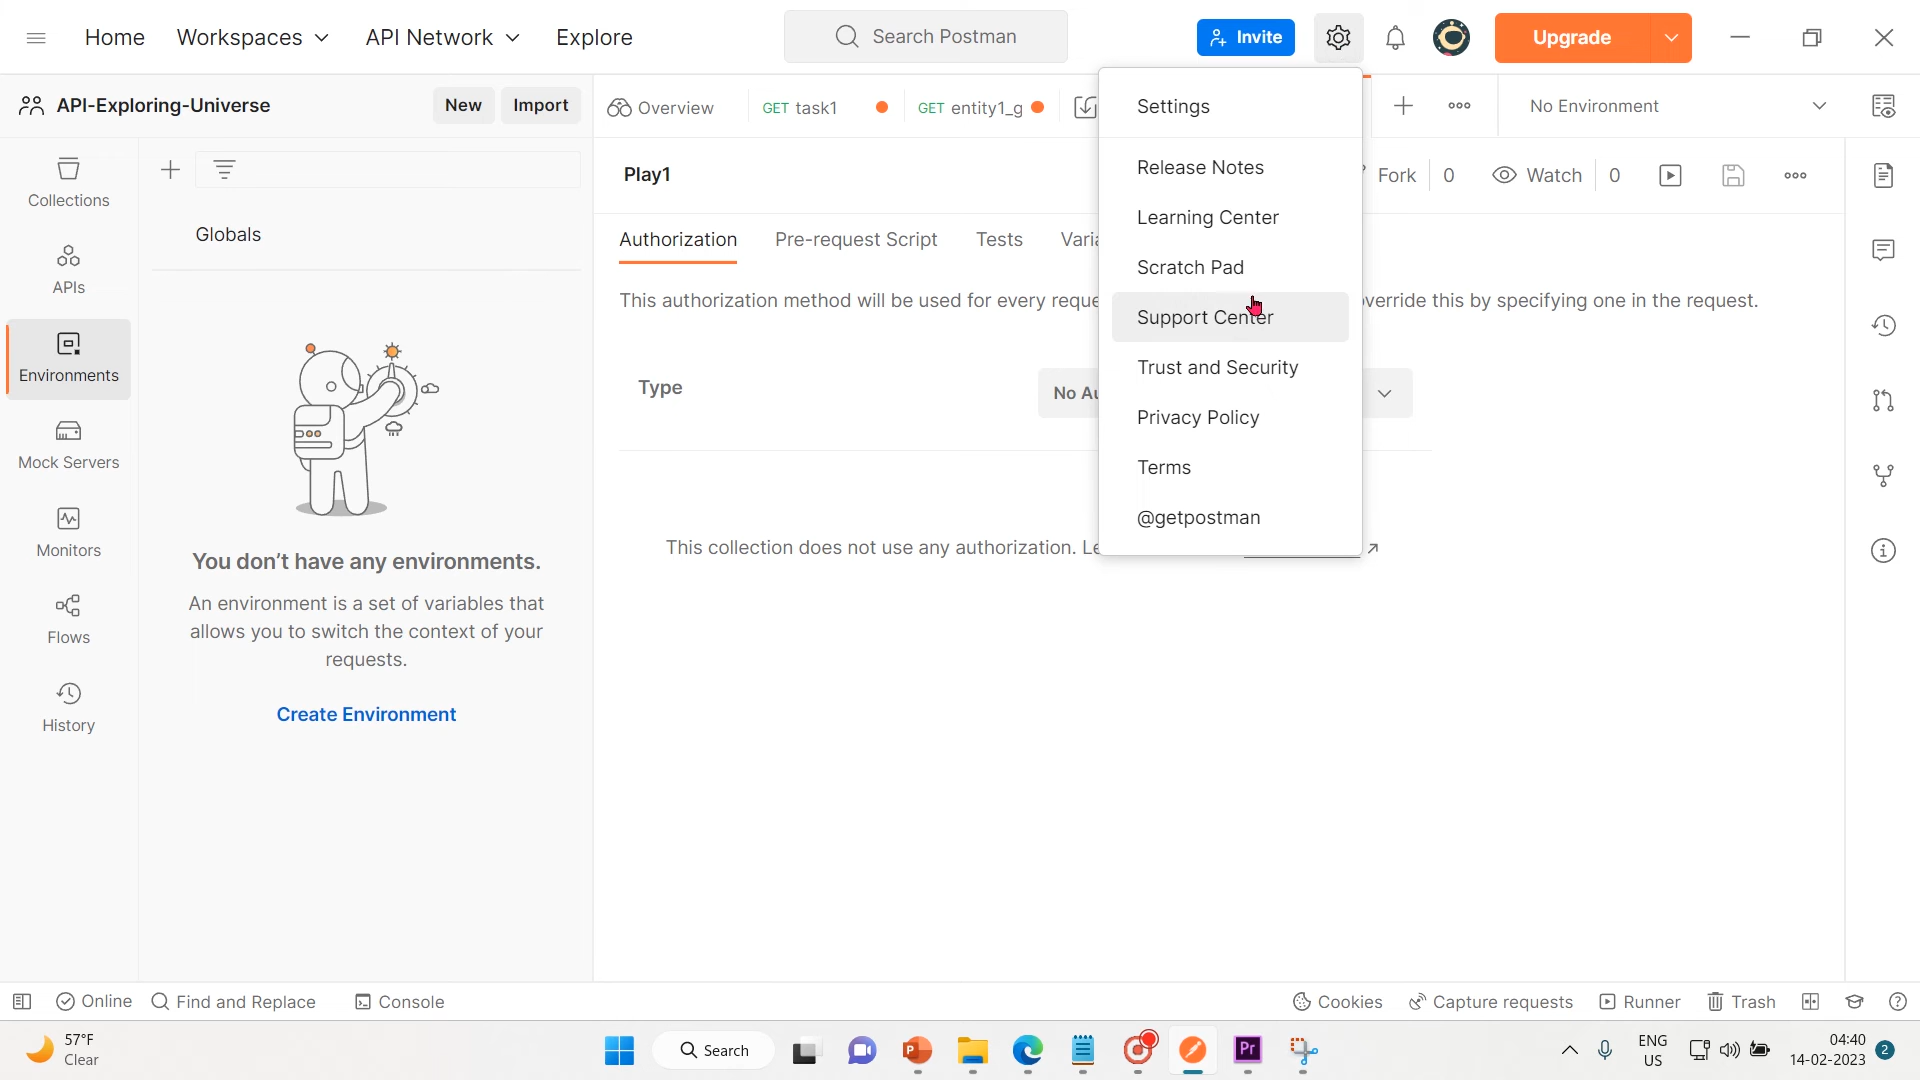 Home
Workspaces
API Network
Explore
Search Postman
Invite
Upgrade
API-Exploring-Universe
New
Import
Overview
GET task1
GET entity1_g
No Environment
Settings
Release Notes
Learning Center
Scratch Pad
Support Center
Trust and Security
Privacy Policy
Terms
@getpostman
Collections
APIs
Environments
Mock Servers
Monitors
Flows
History
Globals
You don't have any environments.
An environment is a set of variables that
allows you to switch the context of your
requests.
Create Environment
Play1
Fork 0
Watch 0
Authorization
Pre-request Script
Tests
Varia
This authorization method will be used for every reque
verride this by specifying one in the request.
Type
No Au
This collection does not use any authorization. Le
Online
Find and Replace
Console
Cookies
Capture requests
Runner
Trash
57°F
Clear
Search
Pr
ENG
US
04:40
14-02-2023
2